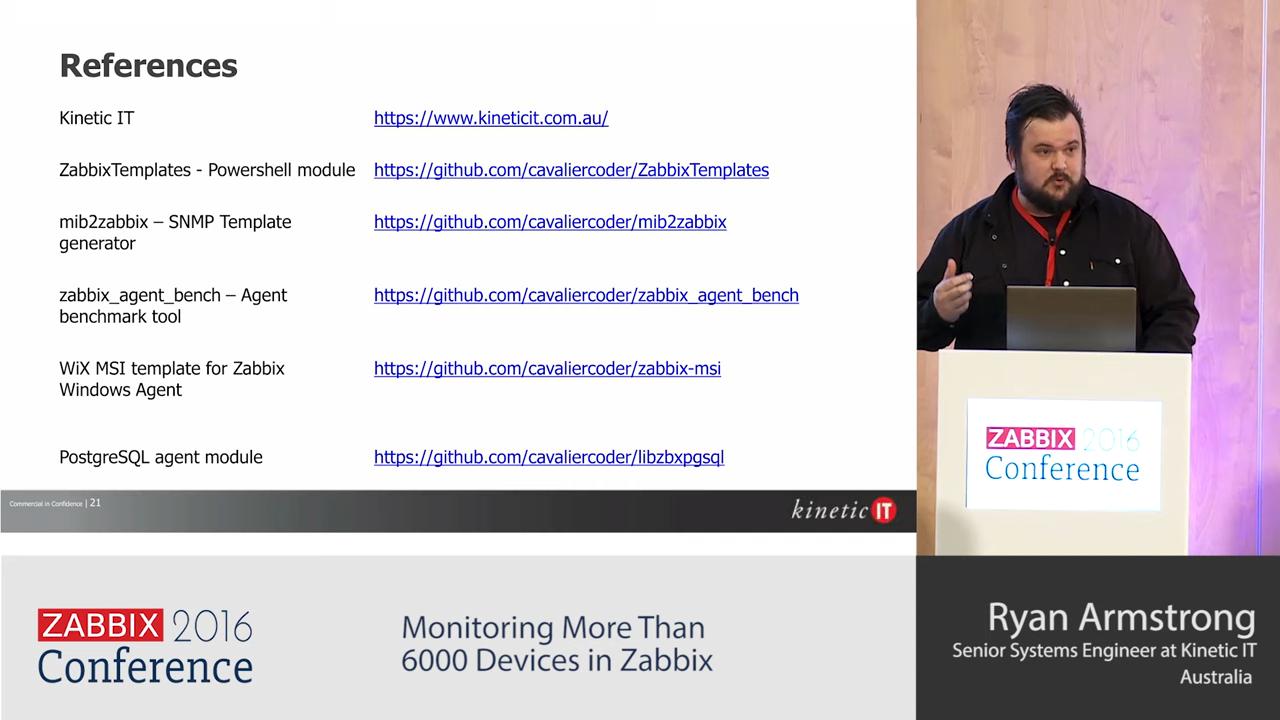 References
Kinetic IT https://www.kineticit.com.au/
ZabbixTemplates - Powershell module https://github.com/cavaliercoder/ZabbixTemplates
mib2zabbix – SNMP Template https://github.com/cavaliercoder/mib2zabbix
generator
zabbix_agent_bench – Agent https://github.com/cavaliercoder/zabbix_agent_bench
benchmark tool
WiX MSI template for Zabbix https://github.com/cavaliercoder/zabbix-msi
Windows Agent
PostgreSQL agent module https://github.com/cavaliercoder/libzbxpgsql
Commercial in Confidence | 21
kinetic IT
ZABBIX 2016
Conference
ZABBIX 2016
Conference
Monitoring More Than
6000 Devices in Zabbix
Ryan Armstrong
Senior Systems Engineer at Kinetic IT
Australia